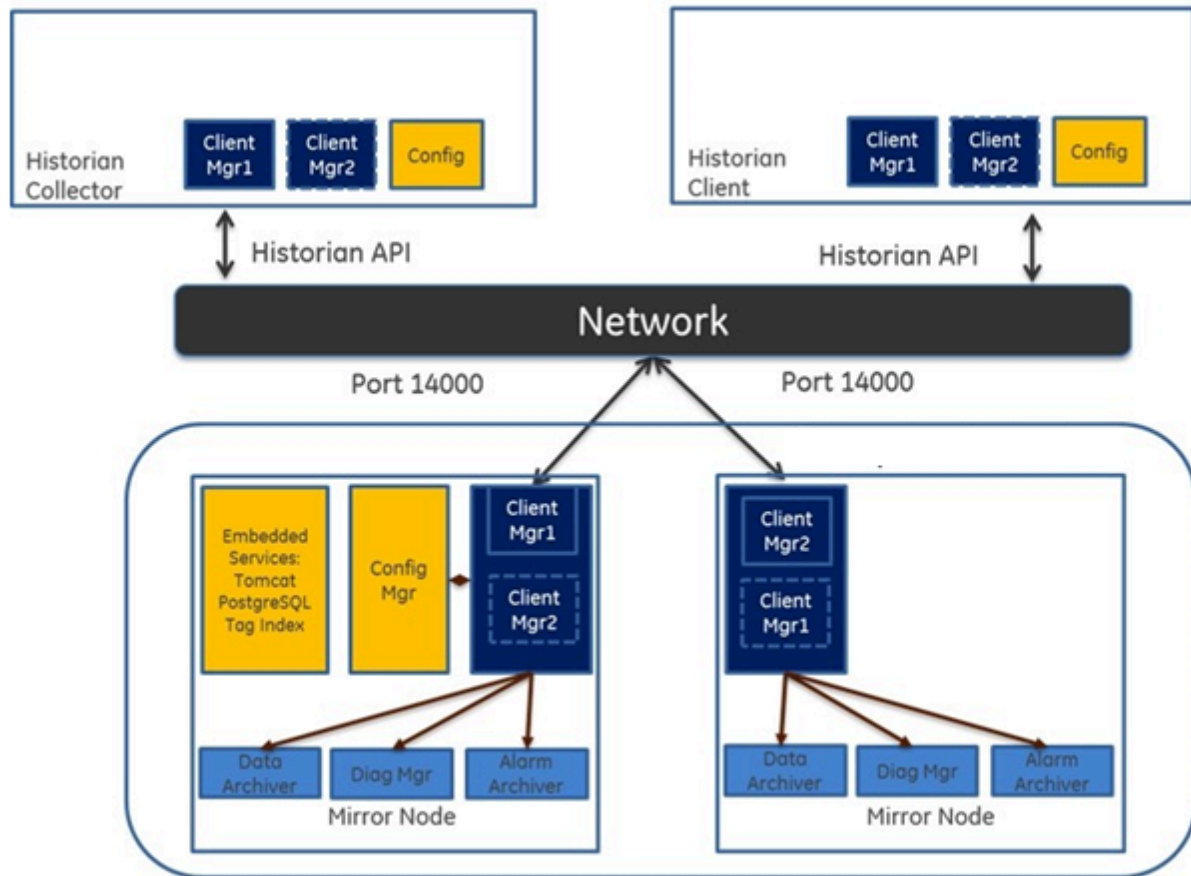 Historian
Collector
Client
Mgr1
Client
Mgr2
Config
Historian
Client
Client
Mgr1
Client
Mgr2
Config
Historian API
Historian API
Network
Port 14000
Port 14000
Embedded
Services:
Tomcat
PostgreSQL
Tag Index
Config
Mgr
Client
Mgr1
Client
Mgr2
Client
Mgr2
Client
Mgr1
Data
Archiver
Diag Mgr
Alarm
Archiver
Mirror Node
Data
Archiver
Diag Mgr
Alarm
Archiver
Mirror Node